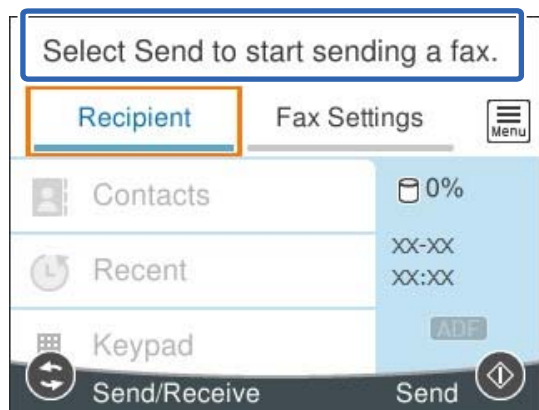 Select Send to start sending a fax.
Recipient
Fax Settings
Menu
Contacts
0%
Recent
XX-XX
XX:XX
Keypad
ADF
Send/Receive
Send